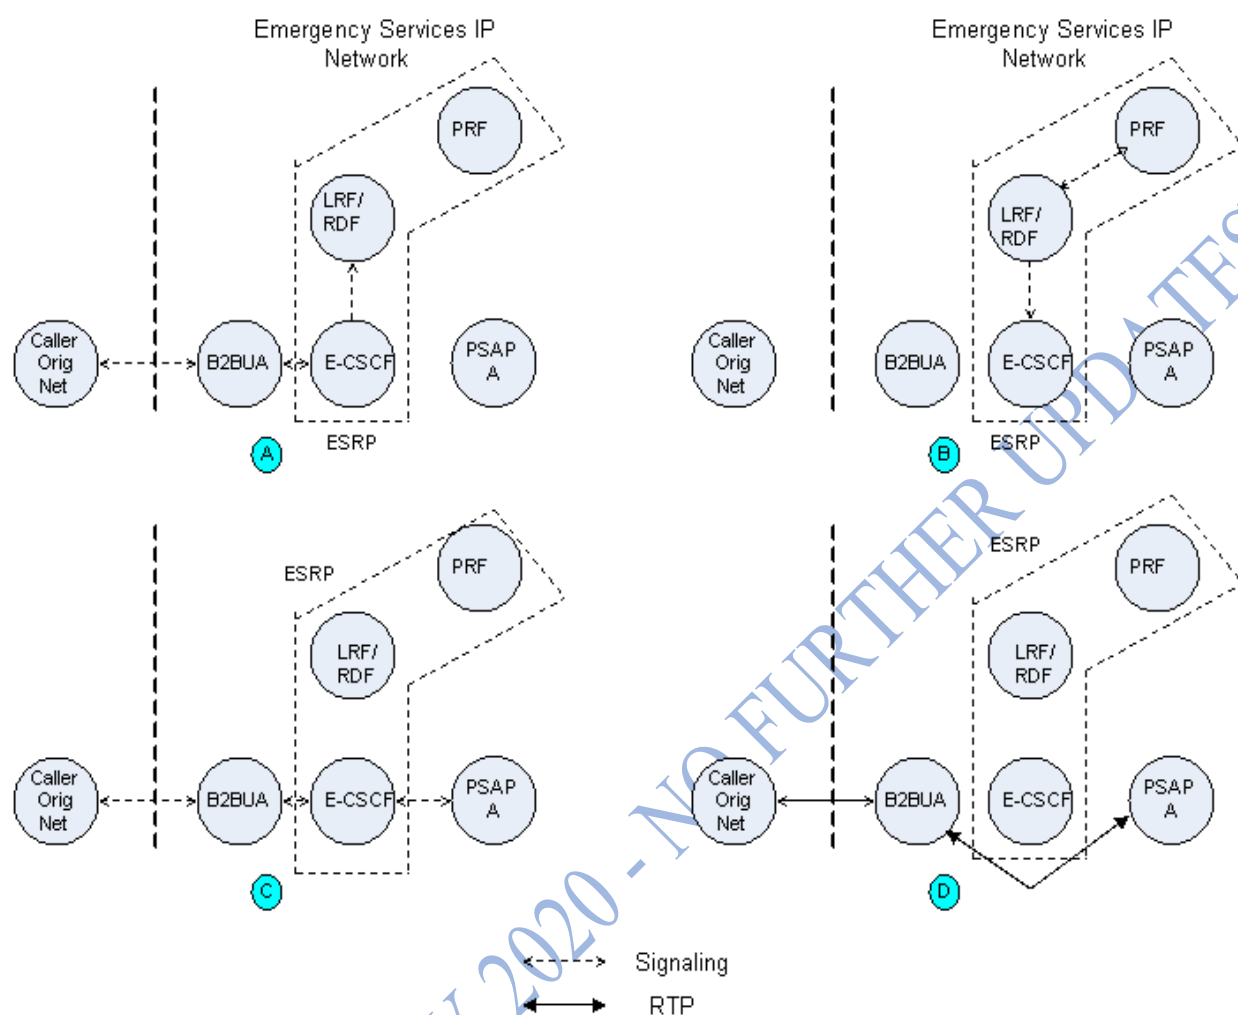 Emergency Services IP
Network
PRF
LRF/
RDF
Caller
Orig
Net
B2BUA
E-CSCF
PSAP
A
ESRP
A
Emergency Services IP
Network
PRF
LRF/
RDF
Caller
Orig
Net
B2BUA
E-CSCF
PSAP
A
ESRP
B
PRF
ESRP
LRF/
RDF
Caller
Orig
Net
B2BUA
E-CSCF
PSAP
A
C
ESRP
PRF
LRF/
RDF
Caller
Orig
Net
B2BUA
E-CSCF
PSAP
A
D
Signaling
RTP
2020 - NO FURTHER UPDATES